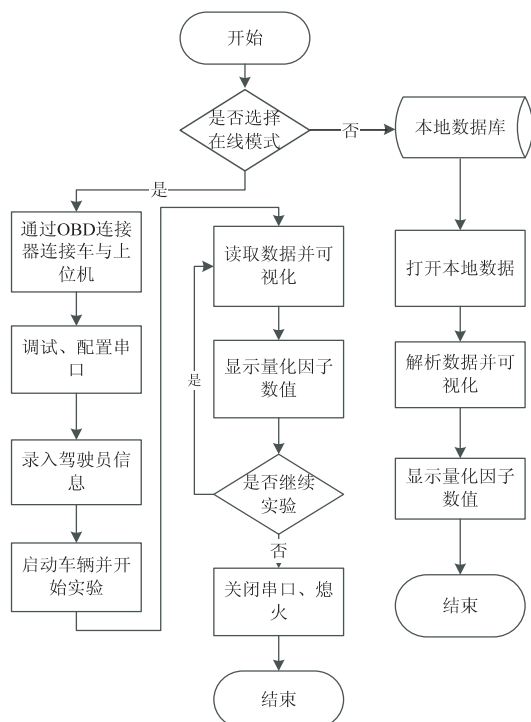 开始
是否选择
在线模式
否
本地数据库
是
通过OBD连接
器连接车与上
位机
调试、配置串
口
录入驾驶员信
息
启动车辆并开
始实验
读取数据并可
视化
显示量化因子
数值
是
是否继续
实验
否
关闭串口、熄
火
结束
打开本地数据
解析数据并可
视化
显示量化因子
数值
结束